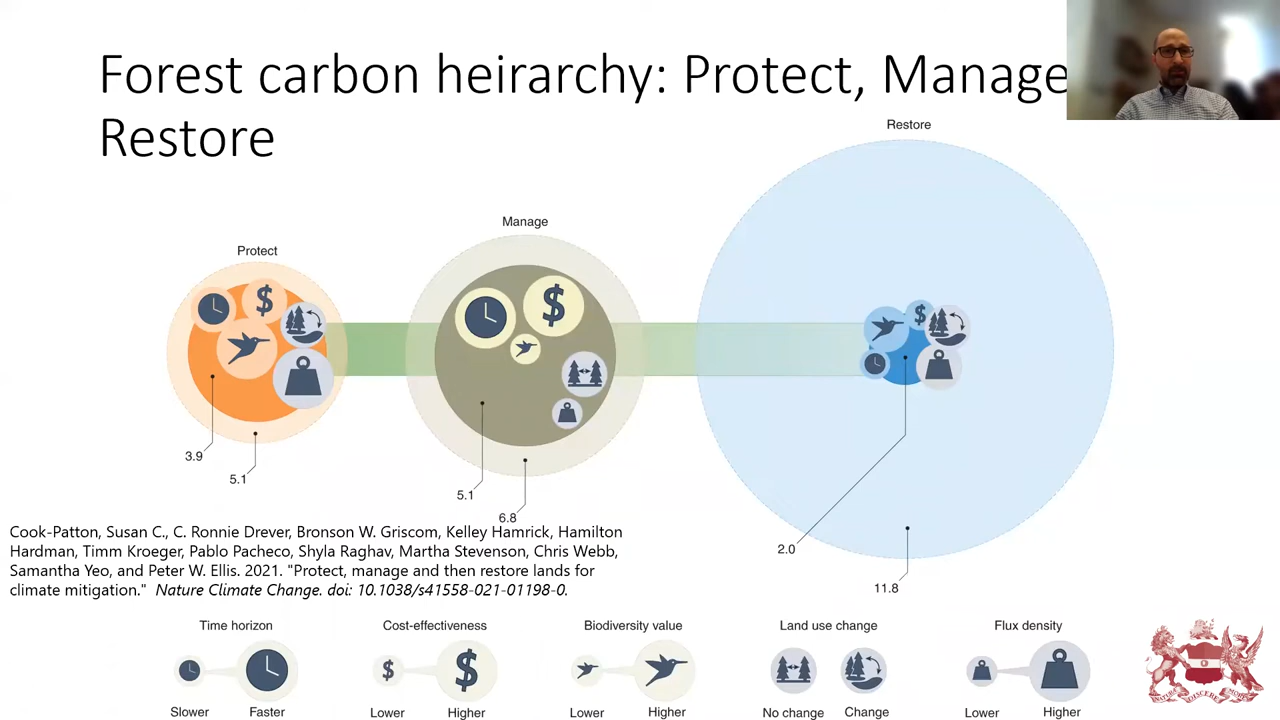 Forest carbon heirarchy: Protect, Manage
Restore
Restore
Manage
Protect
3.9
5.1
5.1
6.8
2.0
11.8
Cook-Patton, Susan C., C. Ronnie Drever, Bronson W. Griscom, Kelley Hamrick, Hamilton
Hardman, Timm Kroeger, Pablo Pacheco, Shyla Raghav, Martha Stevenson, Chris Webb,
Samantha Yeo, and Peter W. Ellis. 2021. "Protect, manage and then restore lands for
climate mitigation." Nature Climate Change. doi: 10.1038/s41558-021-01198-0.
Time horizon
Cost-effectiveness
Biodiversity value
Land use change
Flux density
Slower
Faster
Lower
Higher
Lower
Higher
No change
Change
Lower
Higher